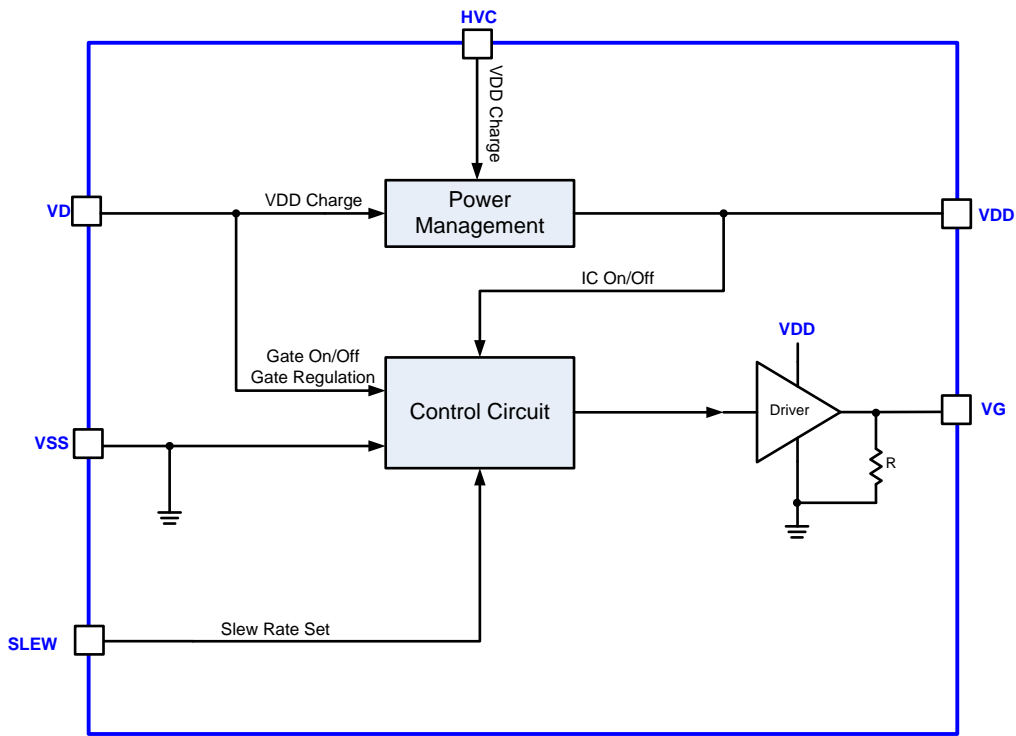 HVC
VDD Charge
VD
VDD Charge
Power
Management
VDD
IC On/Off
VDD
Gate On/Off
Gate Regulation
Control Circuit
Driver
VG
VSS
R
Slew Rate Set
SLEW